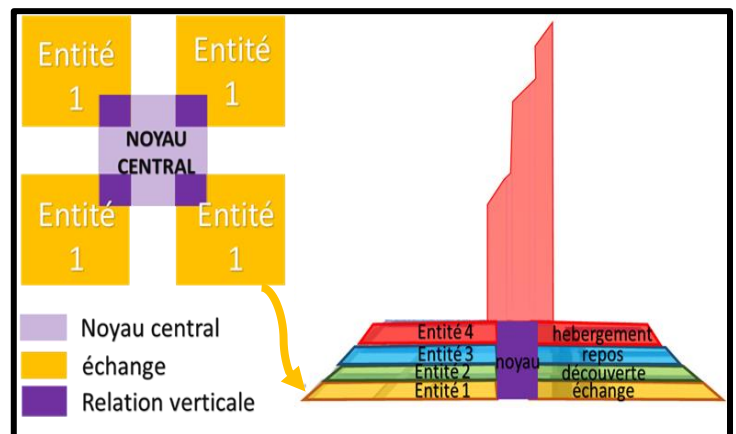 Entité
1
Entité
1
NOYAU
CENTRAL
Entité
1
Entité
1
Noyau central
échange
Relation verticale
Entité 4
hébergement
Entité 3
repos
noyau
Entité 2
découverte
Entité 1
échange